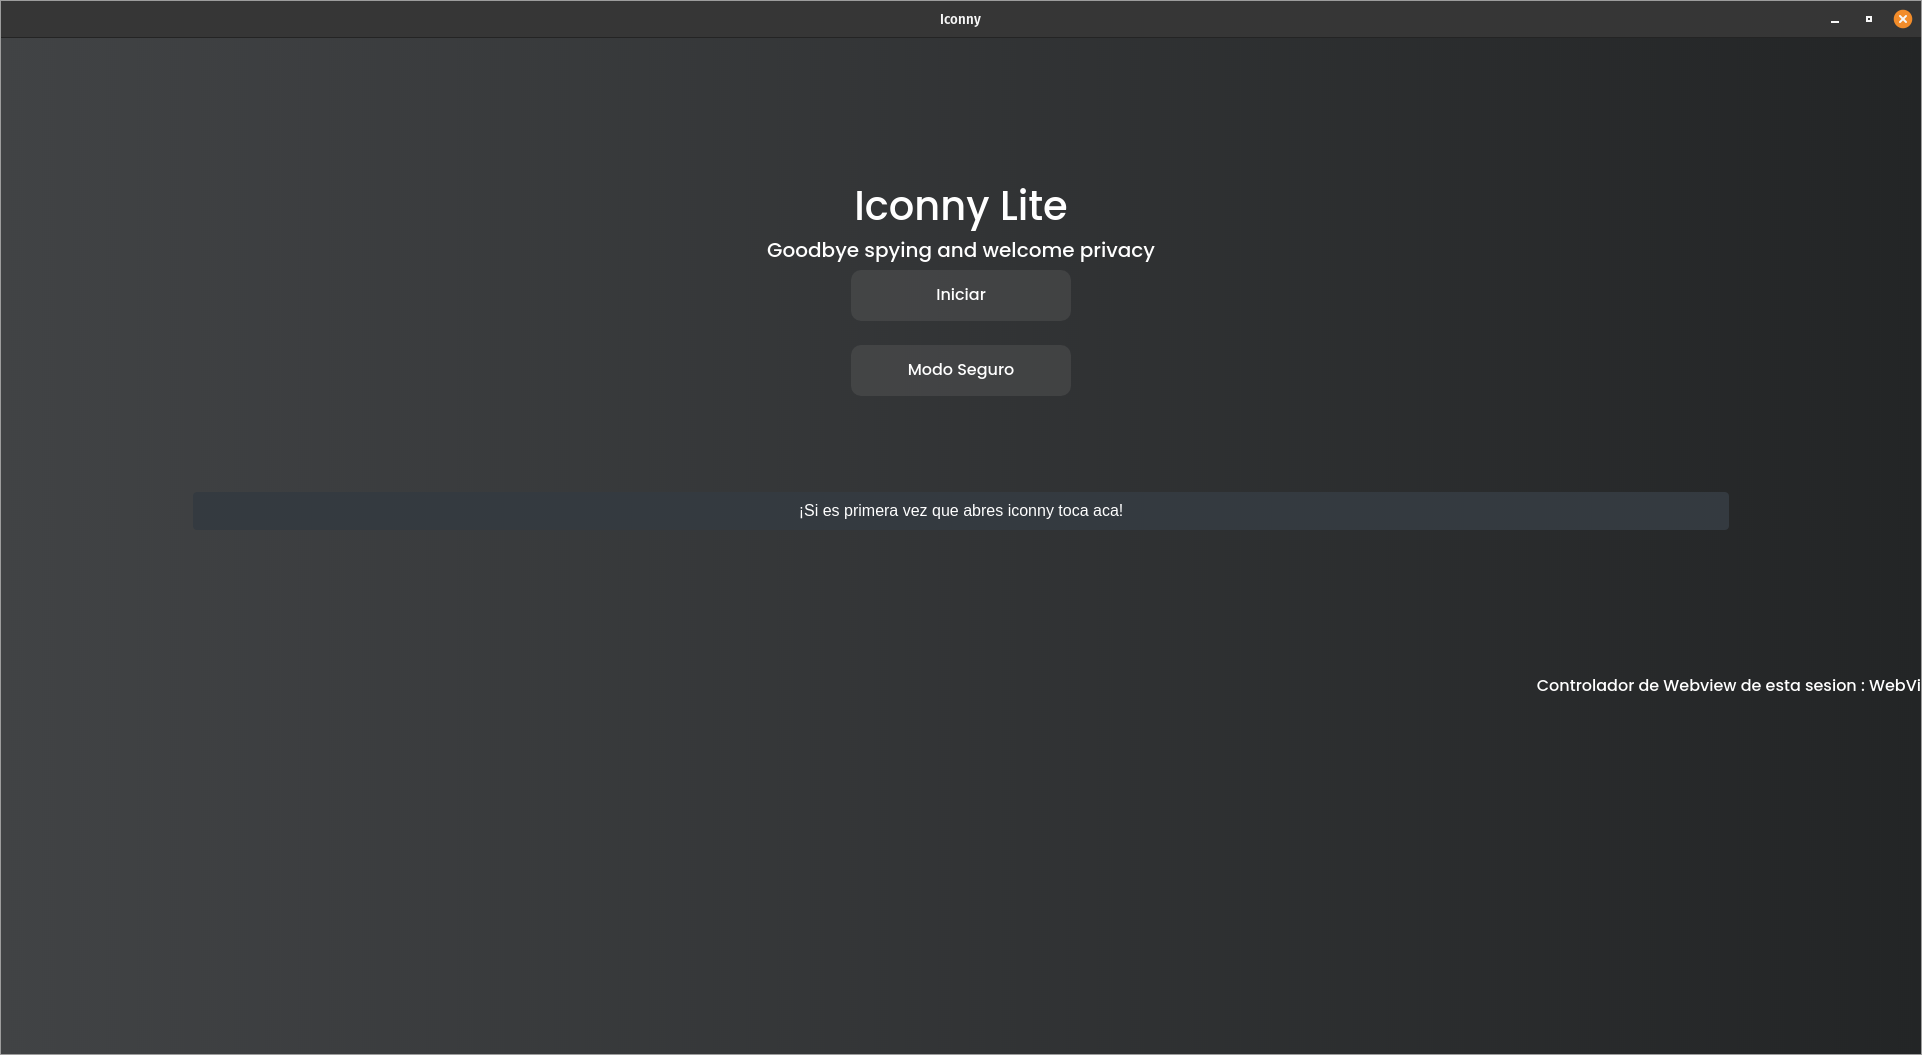 Iconny
Iconny Lite
Goodbye spying and welcome privacy
Iniciar
Modo Seguro
¡Si es primera vez que abres iconny toca aca!
Controlador de Webview de esta sesion : WebVi